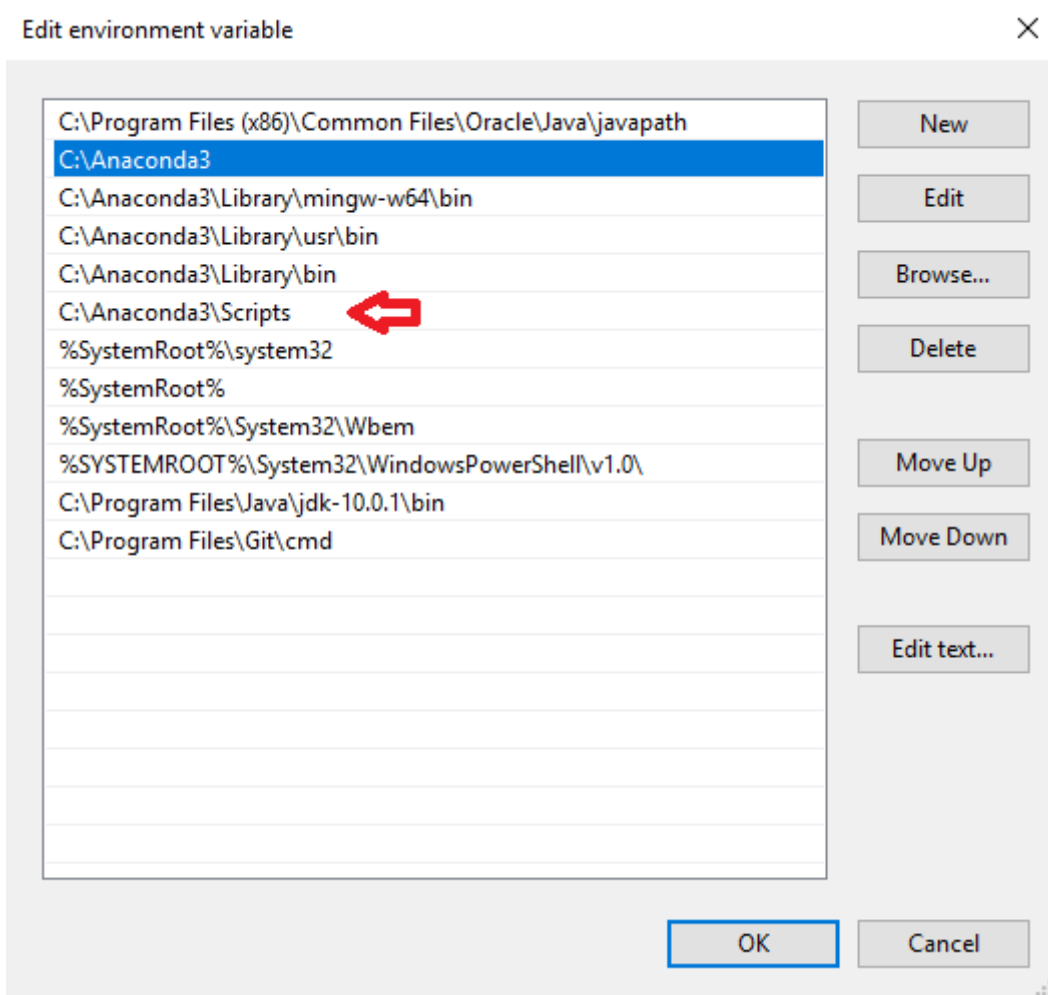 Edit environment variable
C:\Program Files (x86)\Common Files\Oracle\Java\javapath
C:\Anaconda3
C:\Anaconda3\Library\mingw-w64\bin
C:\Anaconda3\Library\usr\bin
C:\Anaconda3\Library\bin
C:\Anaconda3\Scripts
%SystemRoot%\system32
%SystemRoot%
%SystemRoot%\System32\Wbem
%SYSTEMROOT%\System32\WindowsPowerShell\v1.0\
C:\Program Files\Java\jdk-10.0.1\bin
C:\Program Files\Git\cmd
New
Edit
Browse...
Delete
Move Up
Move Down
Edit text...
OK
Cancel